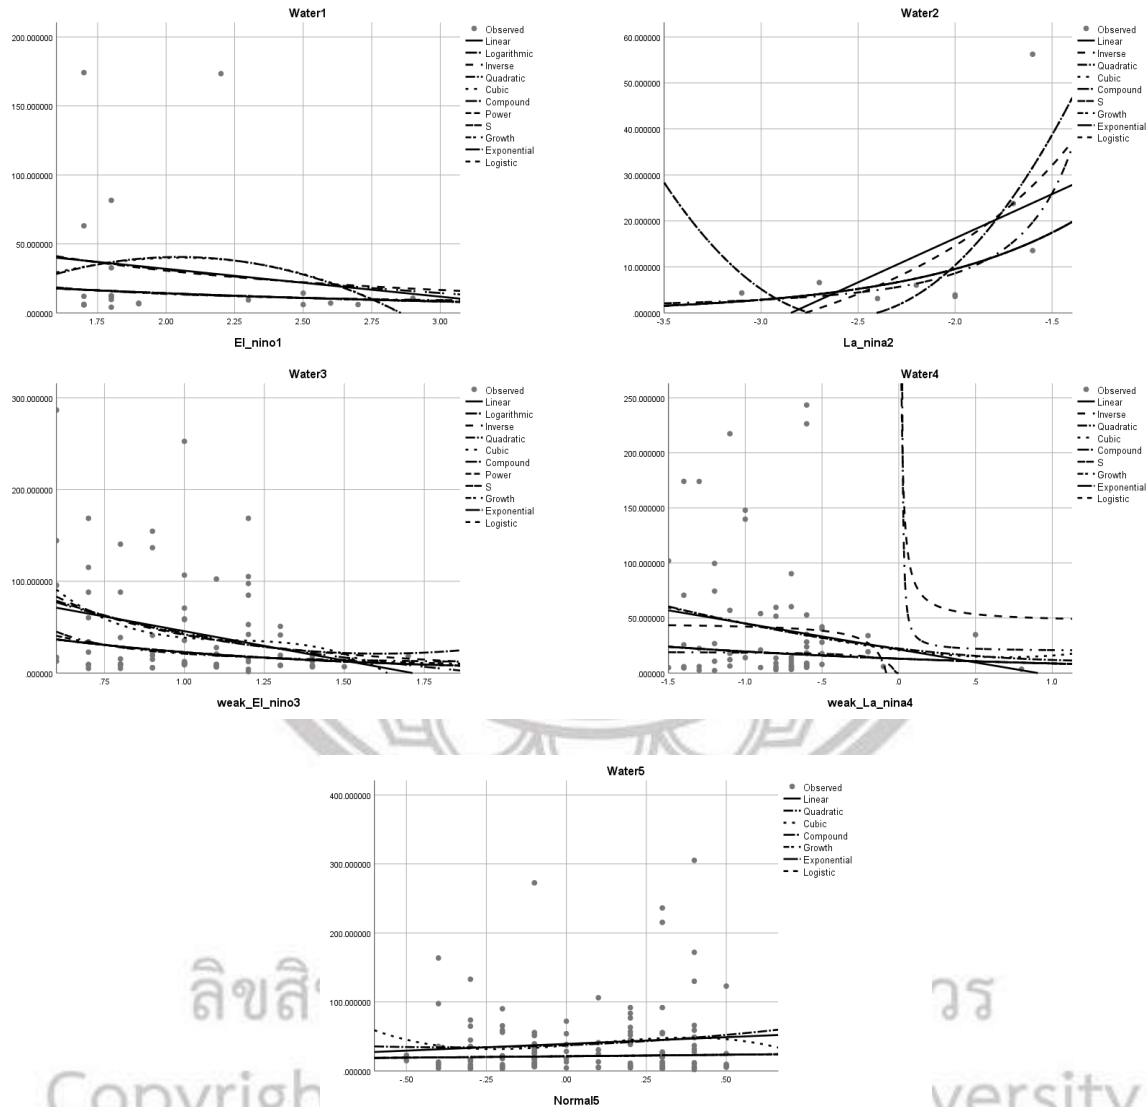 Water1
200.000000
150.000000
100.000000
50.000000
.000000
1.75
2.00
2.25
2.50
2.75
3.00
El_nino1
Observed
Linear
Logarithmic
Inverse
Quadratic
Cubic
Compound
Power
S
Growth
Exponential
Logistic
Water2
60.000000
50.000000
40.000000
30.000000
20.000000
10.000000
.000000
-3.5
-3.0
-2.5
-2.0
-1.5
La_nina2
Observed
Linear
Inverse
Quadratic
Cubic
Compound
S
Growth
Exponential
Logistic
Water3
300.000000
200.000000
100.000000
.000000
.75
1.00
1.25
1.50
1.75
weak_El_nino3
Observed
Linear
Logarithmic
Inverse
Quadratic
Cubic
Compound
Power
S
Growth
Exponential
Logistic
Water4
250.000000
200.000000
150.000000
100.000000
50.000000
.000000
-1.5
-1.0
-.5
.0
.5
1.0
weak_La_nina4
Observed
Linear
Inverse
Quadratic
Cubic
Compound
S
Growth
Exponential
Logistic
Water5
400.000000
300.000000
200.000000
100.000000
.000000
-.50
-.25
.00
.25
.50
Normal5
Observed
Linear
Quadratic
Cubic
Compound
Growth
Exponential
Logistic